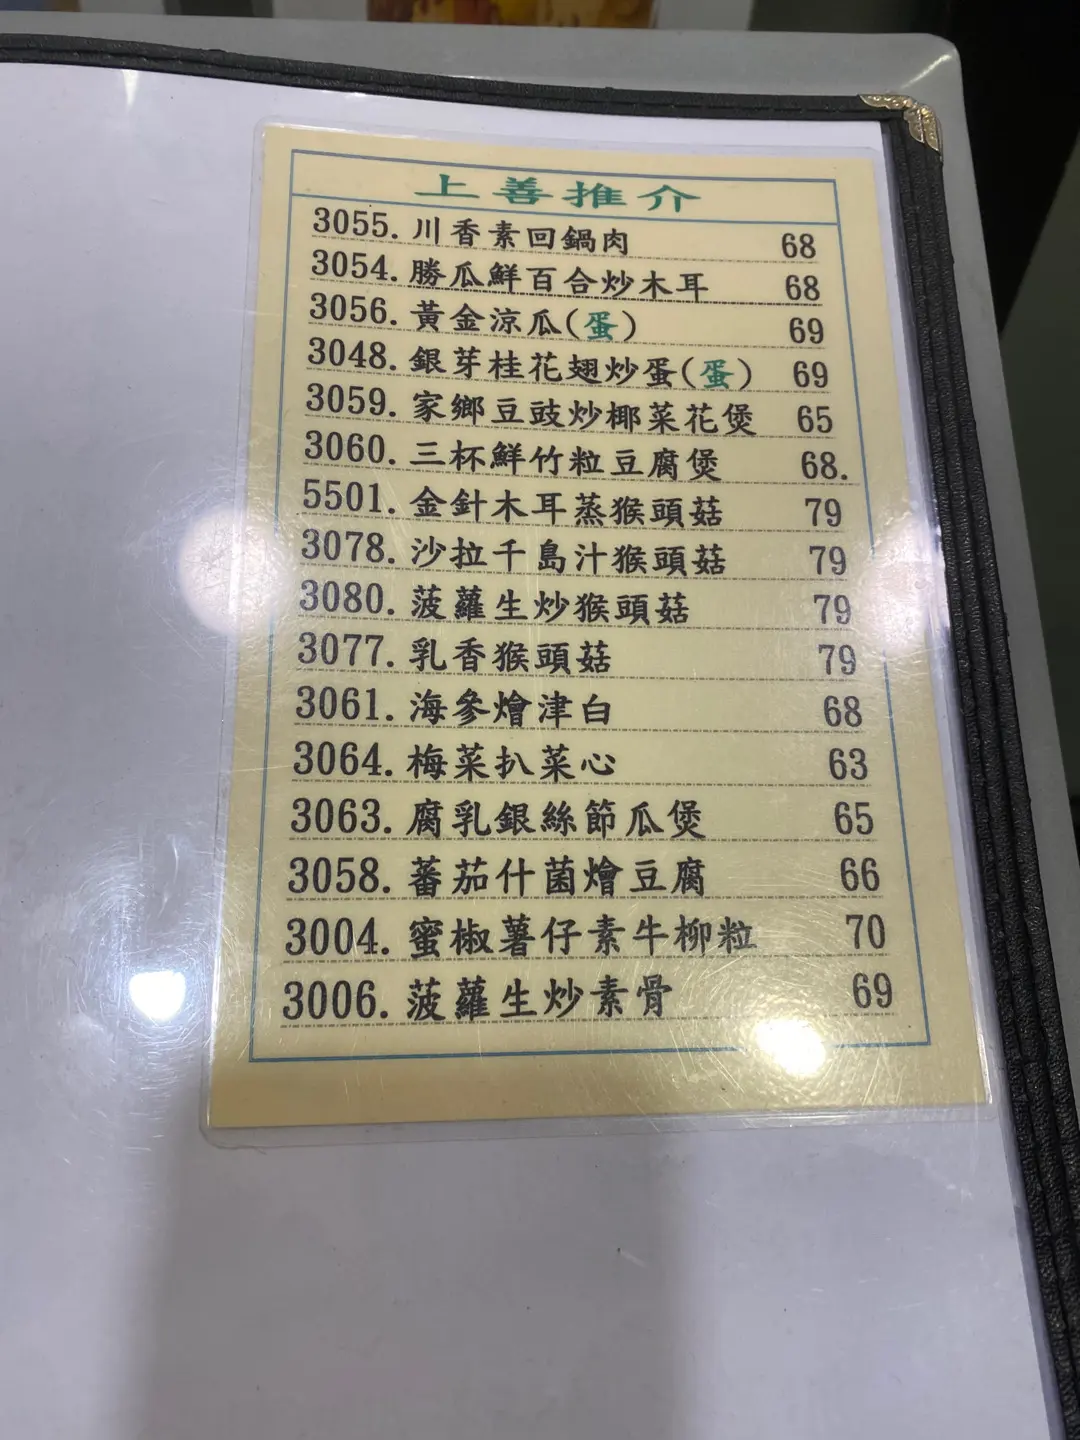 上善推介
3055. 川香素回鍋肉 68
3054. 勝瓜鮮百合炒木耳 68
3056. 黃金涼瓜(蛋) 69
3048. 銀芽桂花翅炒蛋(蛋) 69
3059. 家鄉豆豉炒椰菜花煲 65
3060. 三杯鮮竹粒豆腐煲 68.
5501. 金針木耳蒸猴頭菇 79
3078. 沙拉千島汁猴頭菇 79
3080. 菠蘿生炒猴頭菇 79
3077. 乳香猴頭菇 79
3061. 海參燴津白 68
3064. 梅菜扒菜心 63
3063. 腐乳銀絲節瓜煲 65
3058. 蕃茄什菌燴豆腐 66
3004. 蜜椒薯仔素牛柳粒 70
3006. 菠蘿生炒素骨 69